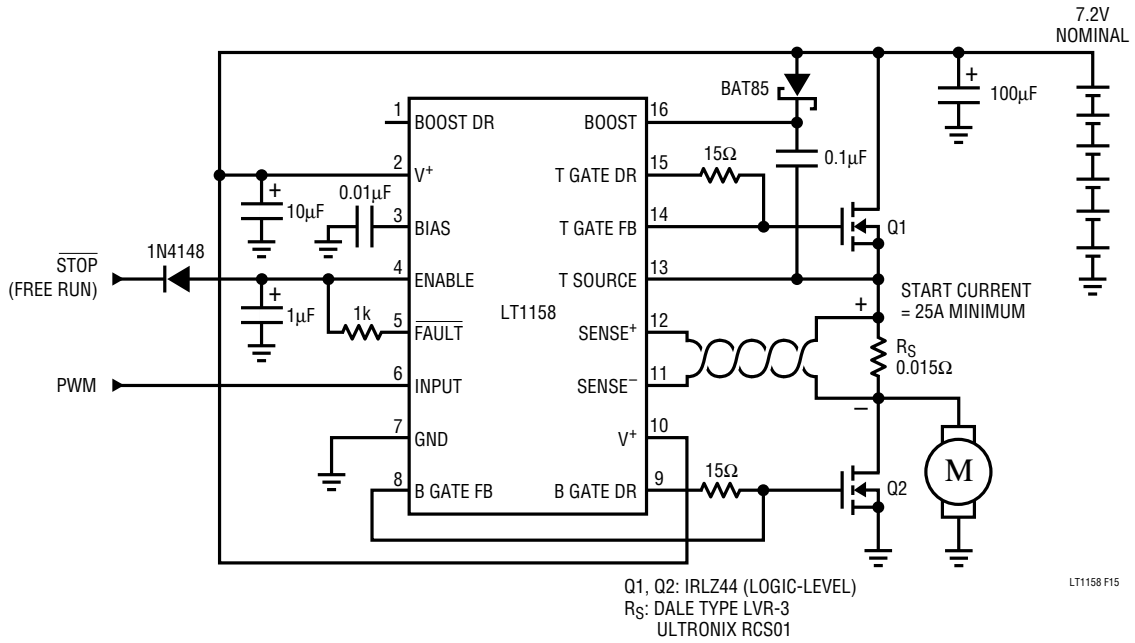 7.2V
NOMINAL
BAT85
+
100µF
1
BOOST DR
BOOST
16
2
V+
T GATE DR
15
15Ω
0.1µF
+
10µF
0.01µF
3
BIAS
T GATE FB
14
Q1
STOP
(FREE RUN)
1N4148
4
ENABLE
T SOURCE
13
LT1158
START CURRENT
= 25A MINIMUM
+
1µF
1k
5
FAULT
SENSE+
12
+
RS
0.015Ω
PWM
6
INPUT
SENSE–
11
–
7
GND
V+
10
M
8
B GATE FB
B GATE DR
9
15Ω
Q2
Q1, Q2: IRLZ44 (LOGIC-LEVEL)
RS: DALE TYPE LVR-3
ULTRONIX RCS01
LT1158 F15